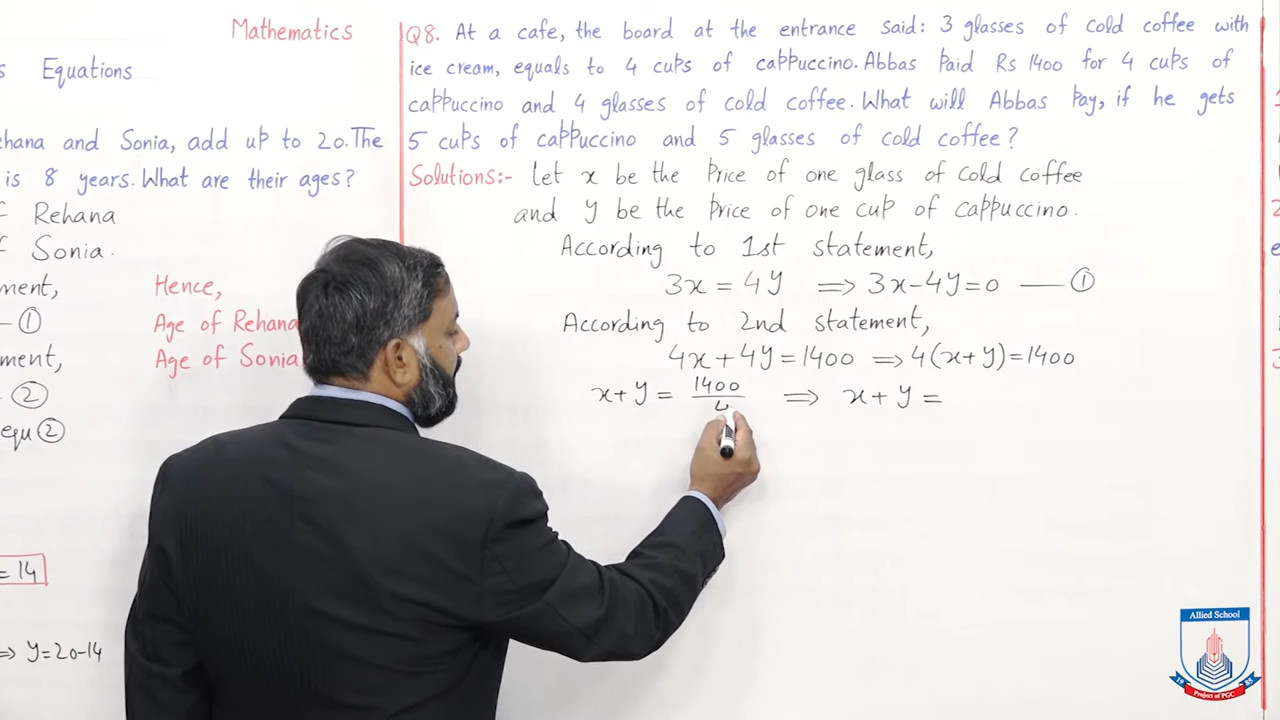 Mathematics
Equations
Rehana and Sonia, add up to 20. The
is 8 years. What are their ages?
Rehana
Sonia.
Hence,
① Age of Rehana
Age of Sonia
②
equ ②
= 14
⇒ y = 20-14
Q8. At a cafe, the board at the entrance said: 3 glasses of cold coffee with
ice cream, equals to 4 cups of cappuccino. Abbas paid Rs 1400 for 4 cups of
cappuccino and 4 glasses of cold coffee. What will Abbas pay, if he gets
5 cups of cappuccino and 5 glasses of cold coffee?
Solutions:- Let x be the Price of one glass of cold coffee
and y be the price of one cup of cappuccino.
According to 1st statement,
3x = 4y ⇒ 3x-4y=0 — ①
According to 2nd statement,
4x + 4y = 1400 ⇒ 4(x+y) = 1400
x + y = 1400/4 ⇒ x + y =
Allied School
19 85
Project of PGC